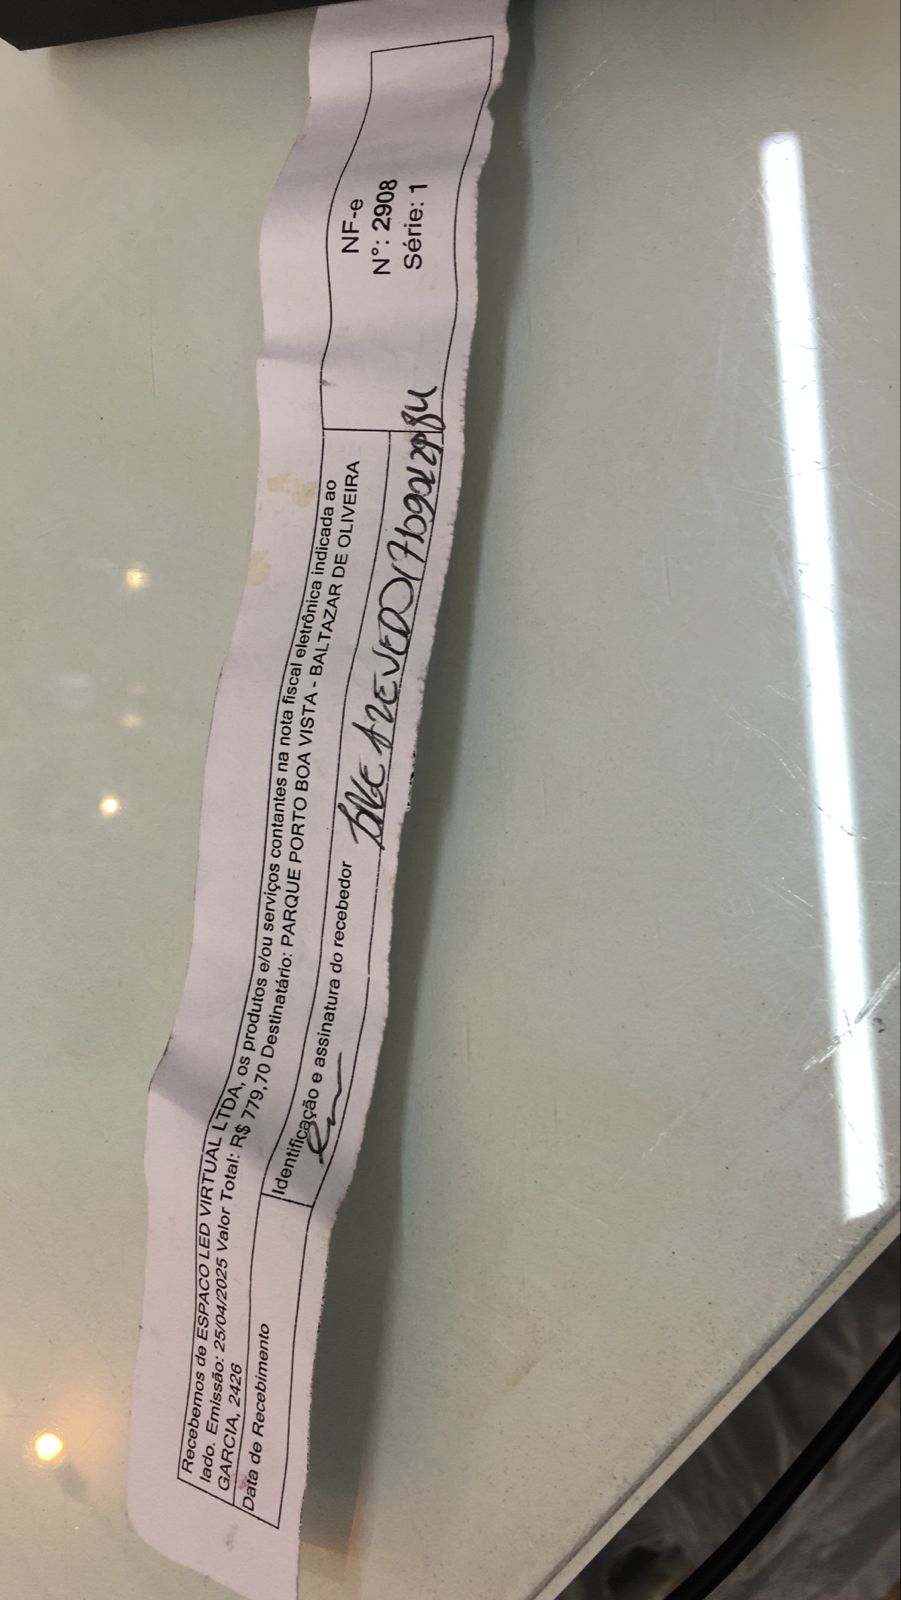 Recebemos de ESPACO LED VIRTUAL LTDA, os produtos e/ou serviços contantes na nota fiscal eletrônica indicada ao
lado. Emissão: 25/04/2025 Valor Total: R$ 779,70 Destinatário: PARQUE PORTO BOA VISTA - BALTAZAR DE OLIVEIRA
GARCIA, 2426
Data de Recebimento
Identificação e assinatura do recebedor
AZEVEDO
NF-e
N°: 2908
Série: 1